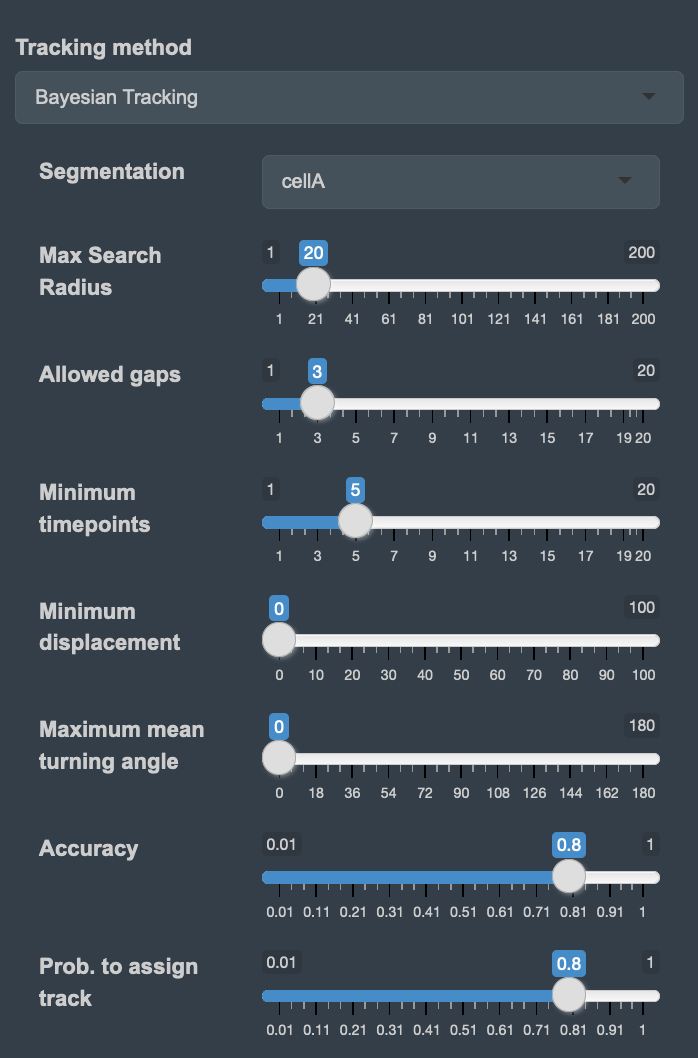 Tracking method
Bayesian Tracking
Segmentation
cellA
Max Search
Radius
1 20 200
1 21 41 61 81 101 121 141 161 181 200
Allowed gaps
1 3 20
1 3 5 7 9 11 13 15 17 19 20
Minimum
timepoints
1 5 20
1 3 5 7 9 11 13 15 17 19 20
Minimum
displacement
0 100
0 10 20 30 40 50 60 70 80 90 100
Maximum mean
turning angle
0 180
0 18 36 54 72 90 108 126 144 162 180
Accuracy
0.01 0.8 1
0.01 0.11 0.21 0.31 0.41 0.51 0.61 0.71 0.81 0.91 1
Prob. to assign
track
0.01 0.8 1
0.01 0.11 0.21 0.31 0.41 0.51 0.61 0.71 0.81 0.91 1